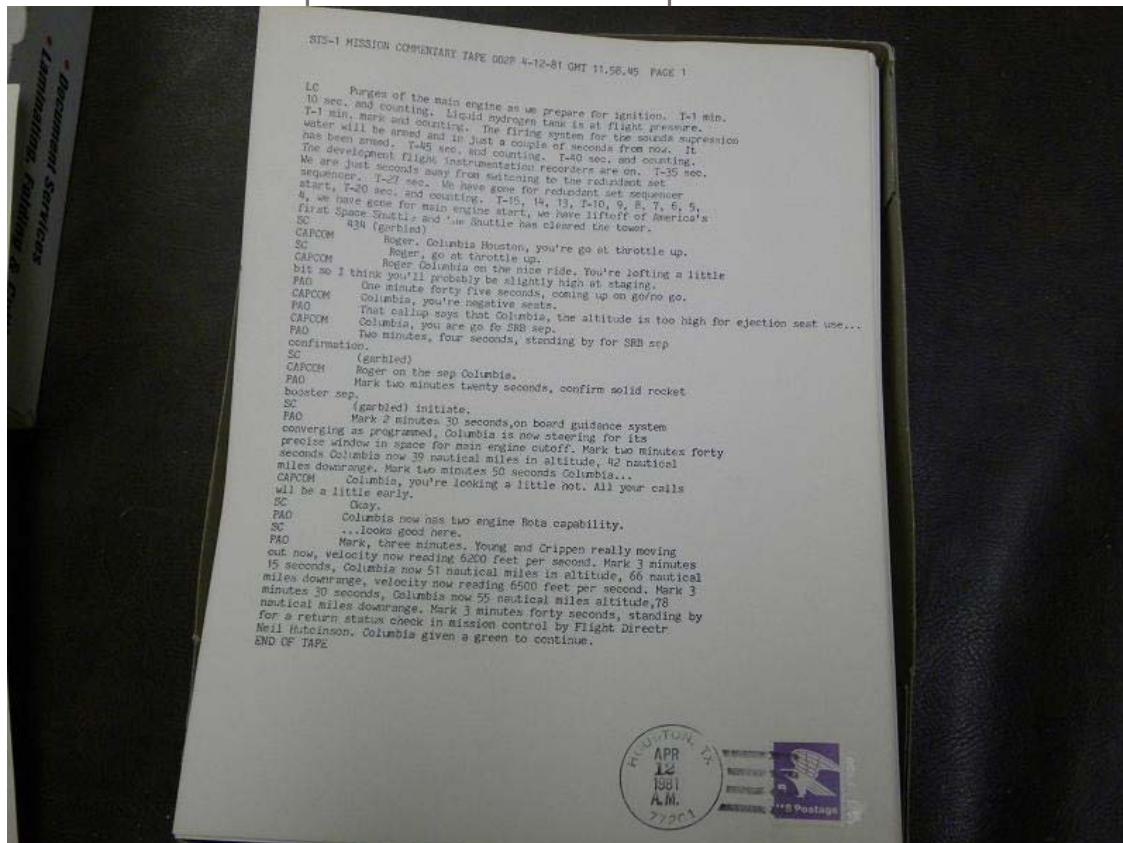 • Document Services
• Laminating, Folding &
STS-1 MISSION COMMENTARY TAPE 002P 4-12-81 GMT 11.58.45 PAGE 1
LC Purges of the main engine as we prepare for ignition. T-1 min.
10 sec. and counting. Liquid hydrogen tank is at flight pressure.
T-1 min. mark and counting. The firing system for the sounds supression
water will be armed and in just a couple of seconds from now. It
has been armed. T-45 sec. and counting. T-40 sec. and counting.
The development flight instrumentation recorders are on. T-35 sec.
We are just seconds away from switching to the redundant set
sequencer. T-27 sec. We have gone for redundant set sequencer
start, T-20 sec. and counting. T-15, 14, 13, T-10, 9, 8, 7, 6, 5,
4, we have gone for main engine start, we have liftoff of America's
first Space Shuttle and Shuttle has cleared the tower.
SC 434 (garbled)
CAPCOM Roger. Columbia Houston, you're go at throttle up.
SC Roger, go at throttle up.
CAPCOM Roger Columbia on the nice ride. You're lofting a little
bit so I think you'll probably be slightly high at staging.
PAO One minute forty five seconds, coming up on go/no go.
CAPCOM Columbia, you're negative seats.
PAO That callup says that Columbia, the altitude is too high for ejection seat use...
CAPCOM Columbia, you are go fo SRB sep.
PAO Two minutes, four seconds, standing by for SRB sep
confirmation.
SC (garbled)
CAPCOM Roger on the sep Columbia.
PAO Mark two minutes twenty seconds, confirm solid rocket
booster sep.
SC (garbled) initiate.
PAO Mark 2 minutes 30 seconds,on board guidance system
converging as programmed, Columbia is now steering for its
precise window in space for main engine cutoff. Mark two minutes forty
seconds Columbia now 39 nautical miles in altitude, 42 nautical
miles downrange. Mark two minutes 50 seconds Columbia...
CAPCOM Columbia, you're looking a little hot. All your calls
wll be a little early.
SC Okay.
PAO Columbia now has two engine Rota capability.
SC ...looks good here.
PAO Mark, three minutes. Young and Crippen really moving
out now, velocity now reading 6200 feet per second. Mark 3 minutes
15 seconds, Columbia now 51 nautical miles in altitude, 66 nautical
miles downrange, velocity now reading 6500 feet per second. Mark 3
minutes 30 seconds, Columbia now 55 nautical miles altitude,78
nautical miles downrange. Mark 3 minutes forty seconds, standing by
for a return status check in mission control by Flight Directr
Neil Hutcinson. Columbia given a green to continue.
END OF TAPE
HOUSTON, TX
APR
12
1981
A.M.
77201
US Postage